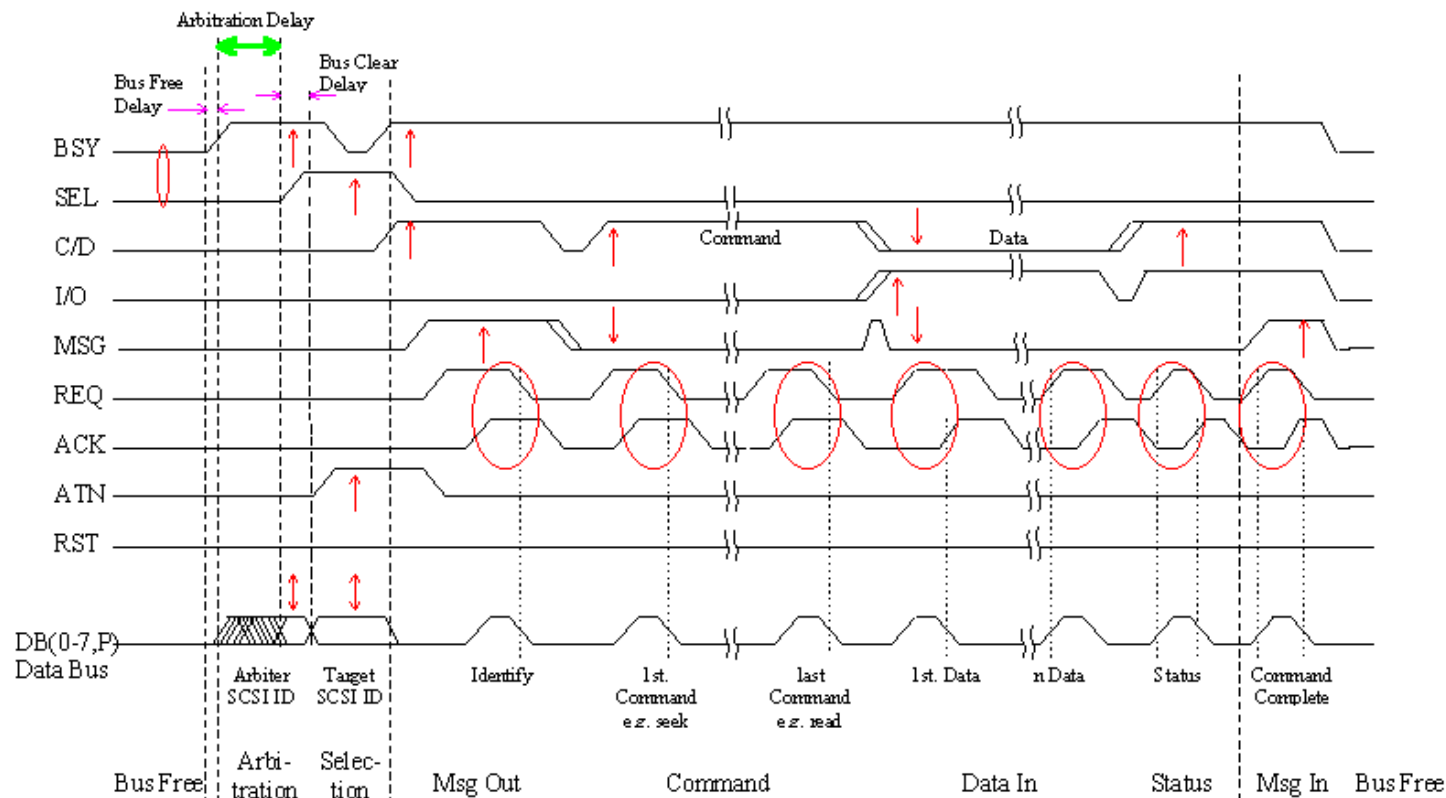 Arbitration Delay
Bus Free
Delay
Bus Clear
Delay
BSY
SEL
C/D
Command
Data
I/O
MSG
REQ
ACK
ATN
RST
DB(0-7,P)
Data Bus
Arbiter
SCSI ID
Target
SCSI ID
Identify
1st.
Command
e.g. seek
last
Command
e.g. read
1st. Data
n Data
Status
Command
Complete
Bus Free
Arbi-
tration
Selec-
tion
Msg Out
Command
Data In
Status
Msg In
Bus Free